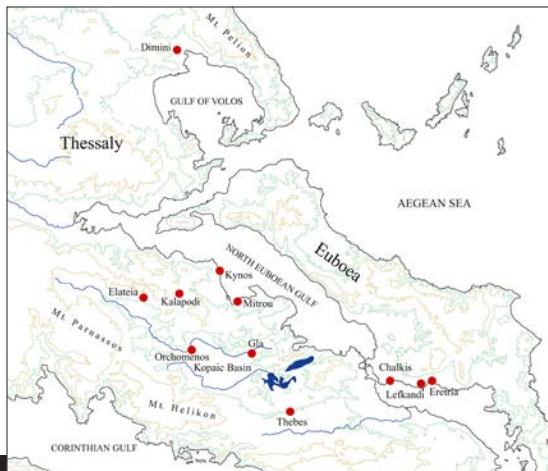 Dimini
Mt. Pelion
GULF OF VOLOS
Thessaly
AEGEAN SEA
Euboea
NORTH EUBOEAN GULF
Kynos
Elateia
Kalapodi
Mitrou
Mt. Parnassos
Gla
Orchomenos
Kopaic Basin
Chalkis
Lefkandi
Eretria
Mt. Helikon
Thebes
CORINTHIAN GULF